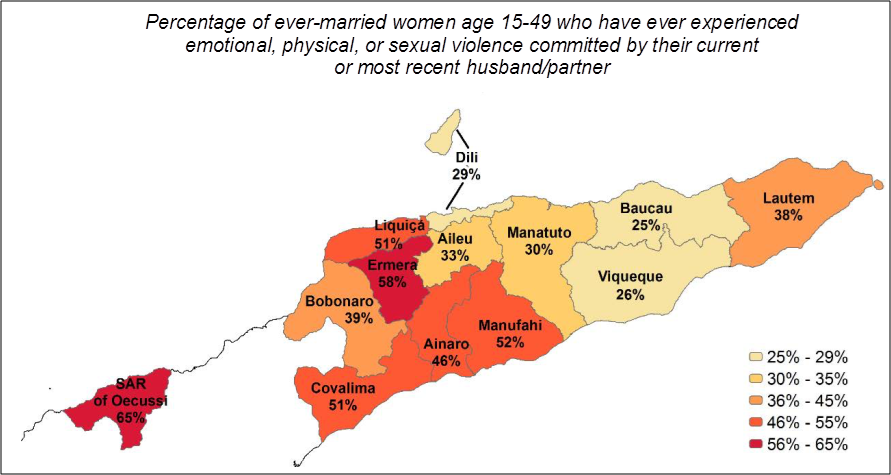 Percentage of ever-married women age 15-49 who have ever experienced
emotional, physical, or sexual violence committed by their current
or most recent husband/partner
Dili
29%
Lautem
38%
Baucau
25%
Liquiçá
51%
Aileu
33%
Manatuto
30%
Ermera
58%
Viqueque
26%
Bobonaro
39%
Manufahi
52%
Ainaro
46%
Covalima
51%
SAR
of Oecussi
65%
25% - 29%
30% - 35%
36% - 45%
46% - 55%
56% - 65%